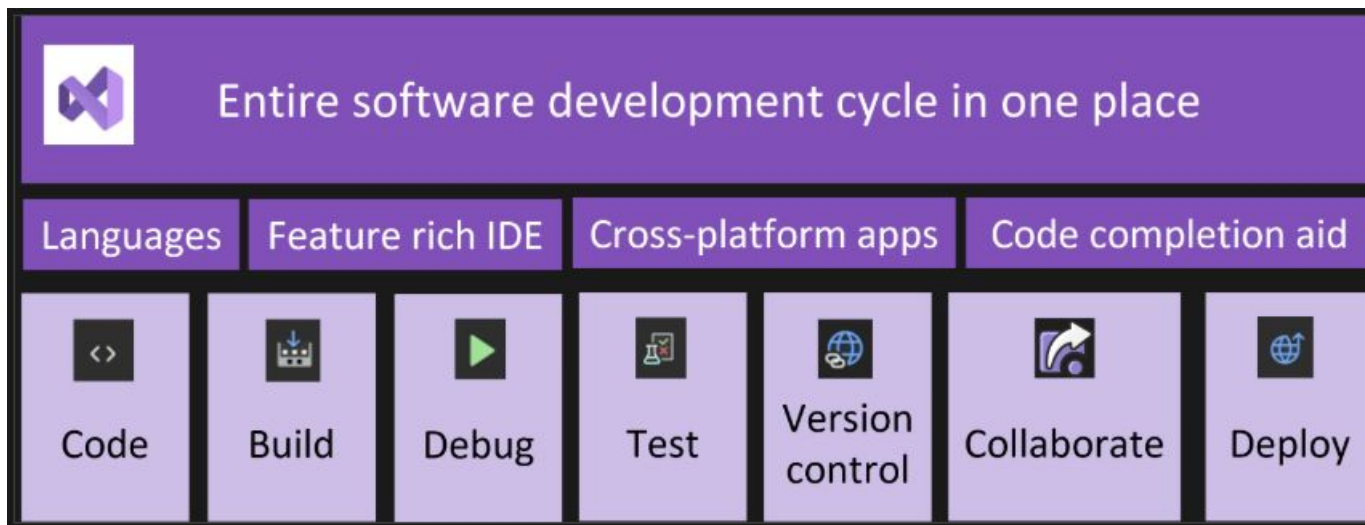 Entire software development cycle in one place
Languages
Feature rich IDE
Cross-platform apps
Code completion aid
Code
Build
Debug
Test
Version
control
Collaborate
Deploy